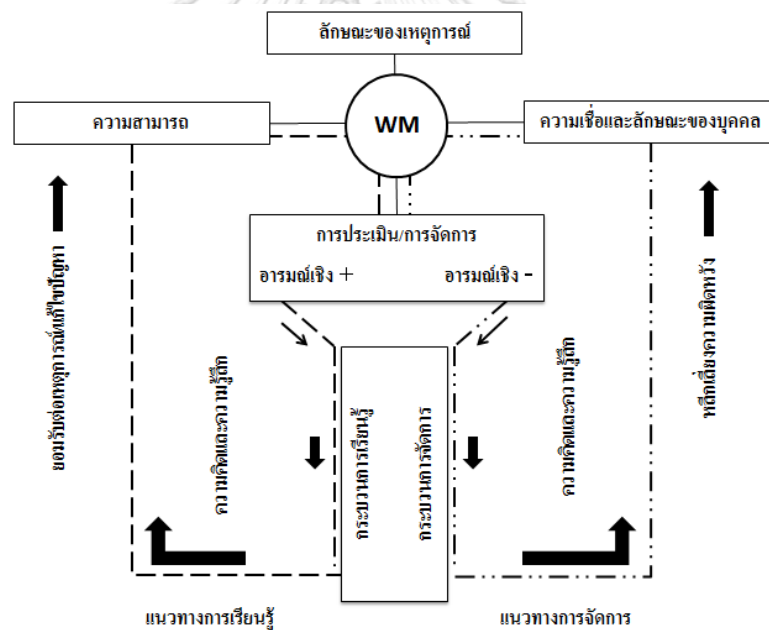 ลักษณะของเหตุการณ์
ความสามารถ
WM
ความเชื่อและลักษณะของบุคคล
การประเมิน/การจัดการ
อารมณ์เชิง +
อารมณ์เชิง -
ยอมรับต่อเหตุการณ์/แก้ไขปัญหา
ความคิดและความรู้สึก
กระบวนการเรียนรู้
กระบวนการจัดการ
ความคิดและความรู้สึก
หลีกเลี่ยงความผิดหวัง
แนวทางการเรียนรู้
แนวทางการจัดการ